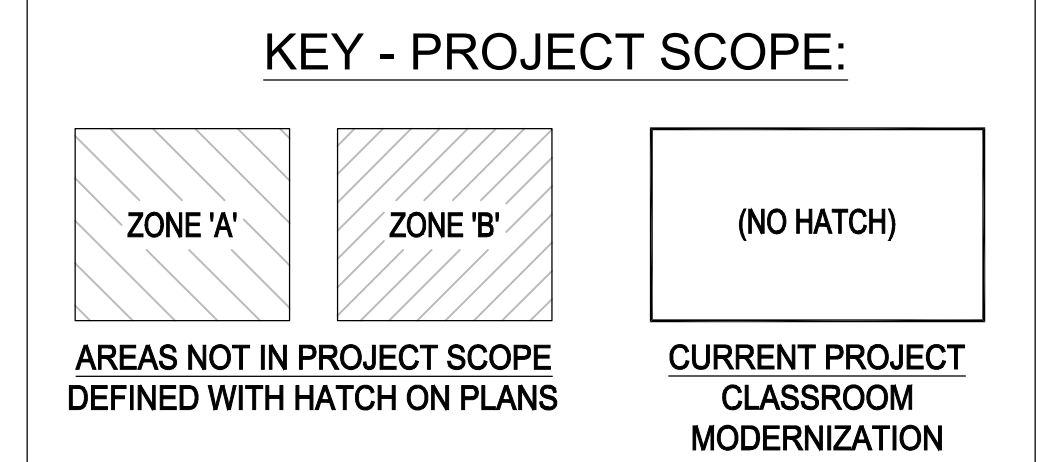 KEY - PROJECT SCOPE:
ZONE 'A'
ZONE 'B'
(NO HATCH)
AREAS NOT IN PROJECT SCOPE
DEFINED WITH HATCH ON PLANS
CURRENT PROJECT
CLASSROOM
MODERNIZATION